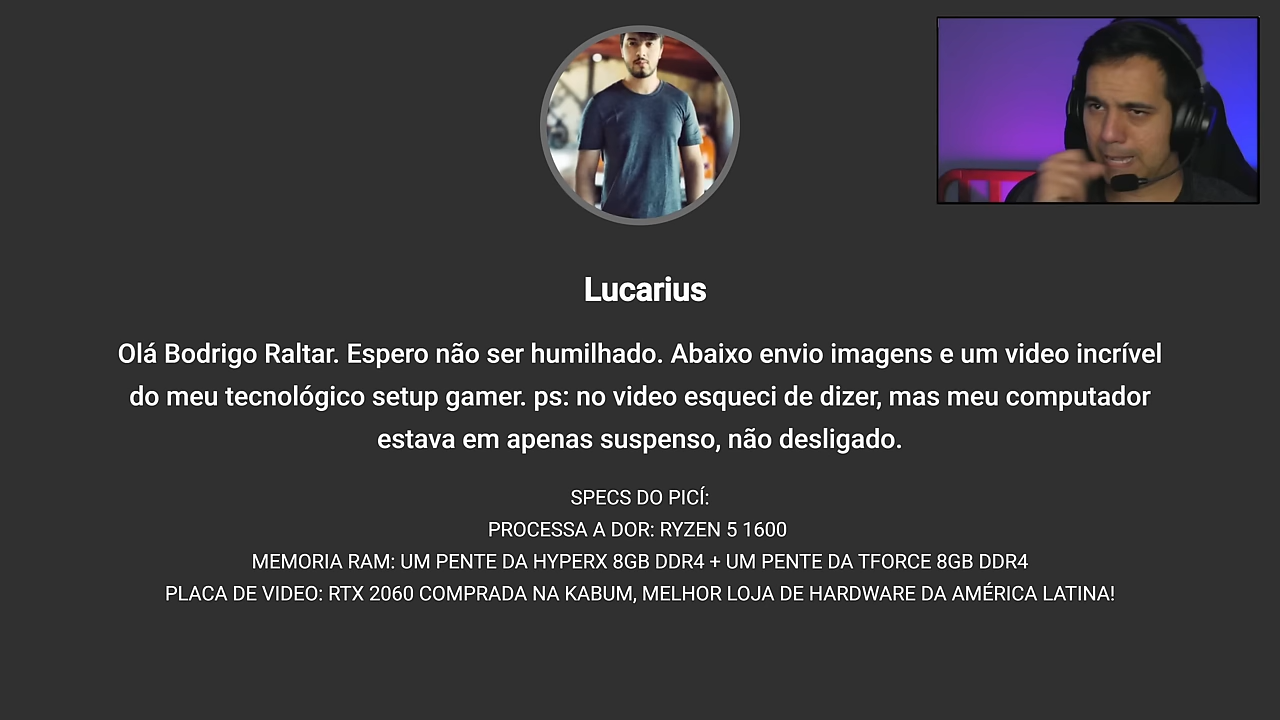 Lucarius
Olá Bodrigo Raltar. Espero não ser humilhado. Abaixo envio imagens e um video incrível
do meu tecnológico setup gamer. ps: no video esqueci de dizer, mas meu computador
estava em apenas suspenso, não desligado.
SPECS DO PICÍ:
PROCESSA A DOR: RYZEN 5 1600
MEMORIA RAM: UM PENTE DA HYPERX 8GB DDR4 + UM PENTE DA TFORCE 8GB DDR4
PLACA DE VIDEO: RTX 2060 COMPRADA NA KABUM, MELHOR LOJA DE HARDWARE DA AMÉRICA LATINA!